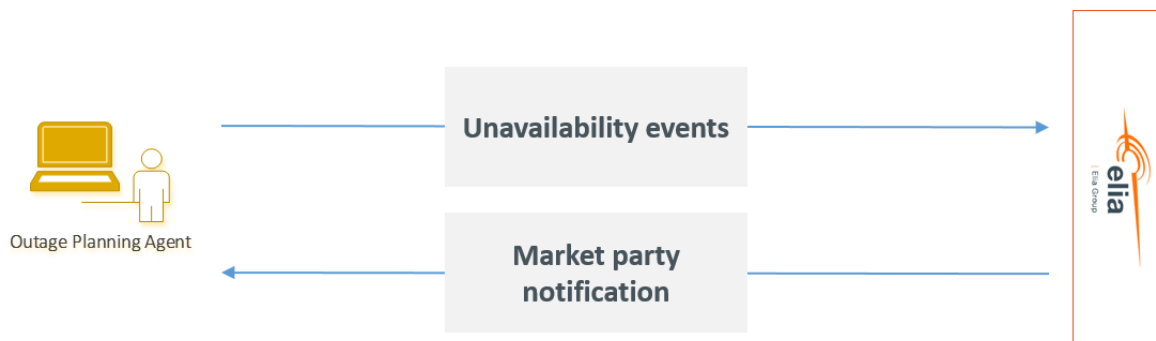 Unavailability events
Outage Planning Agent
Market party
notification
elia
| Elia Group